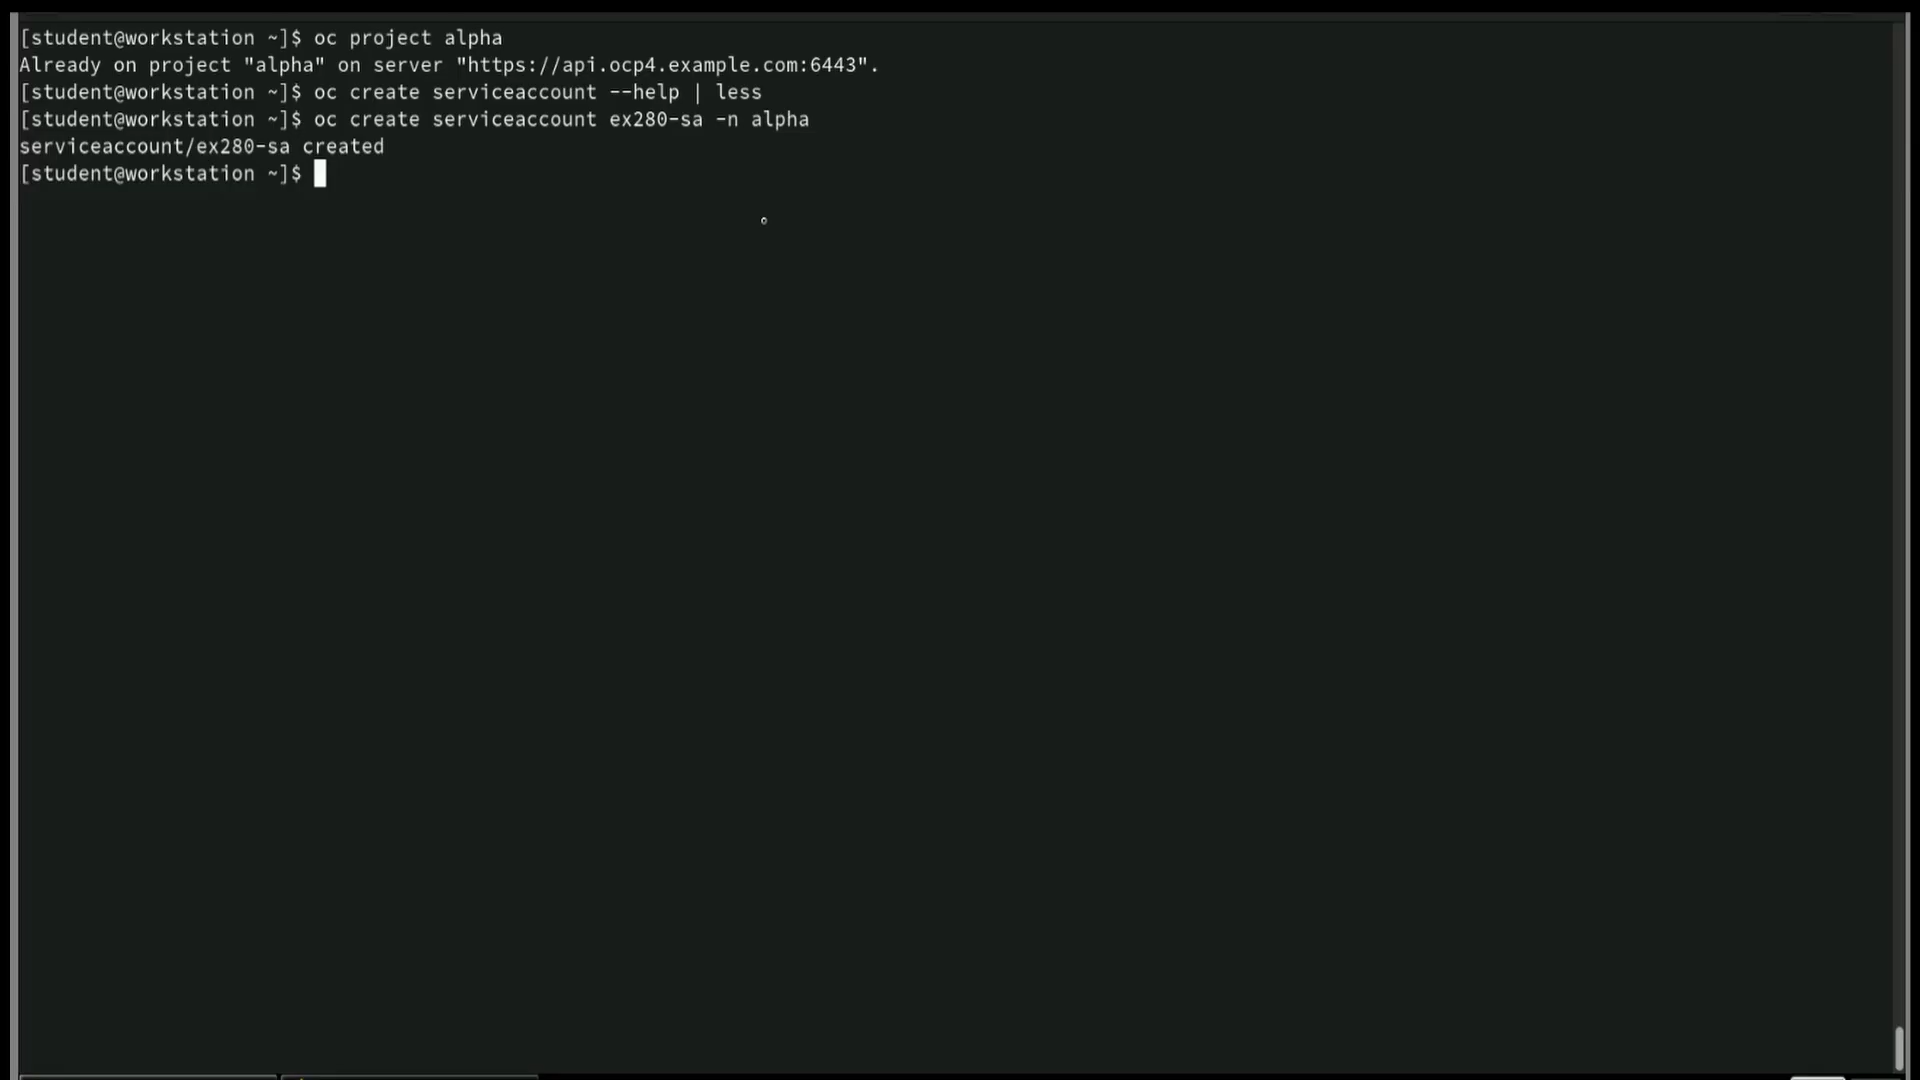 [student@workstation ~]$ oc project alpha
Already on project "alpha" on server "https://api.ocp4.example.com:6443".
[student@workstation ~]$ oc create serviceaccount --help | less
[student@workstation ~]$ oc create serviceaccount ex280-sa -n alpha
serviceaccount/ex280-sa created
[student@workstation ~]$